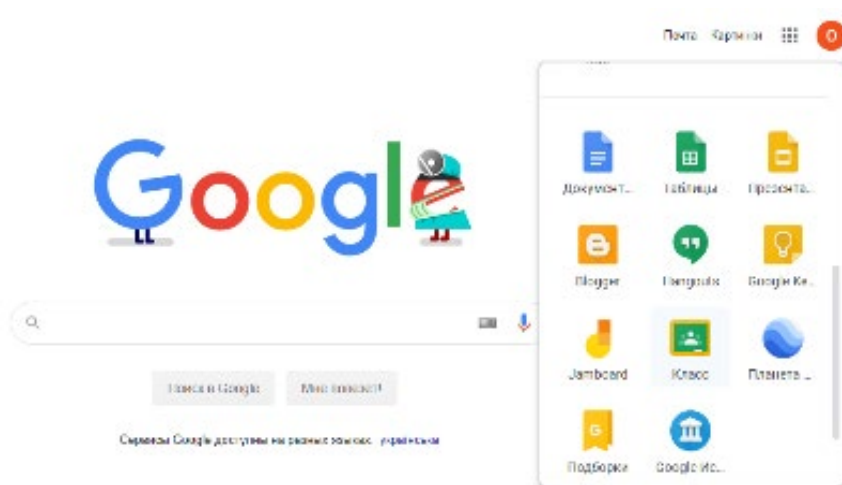 Почта Картинки
O
Google
Документ...
Таблицы
Презента...
Blogger
Hangouts
Google Ke...
Jamboard
Класс
Планета ...
Подборки
Google Ис...
Поиск в Google
Мне повезёт!
Сервисы Google доступны на разных языках: українська